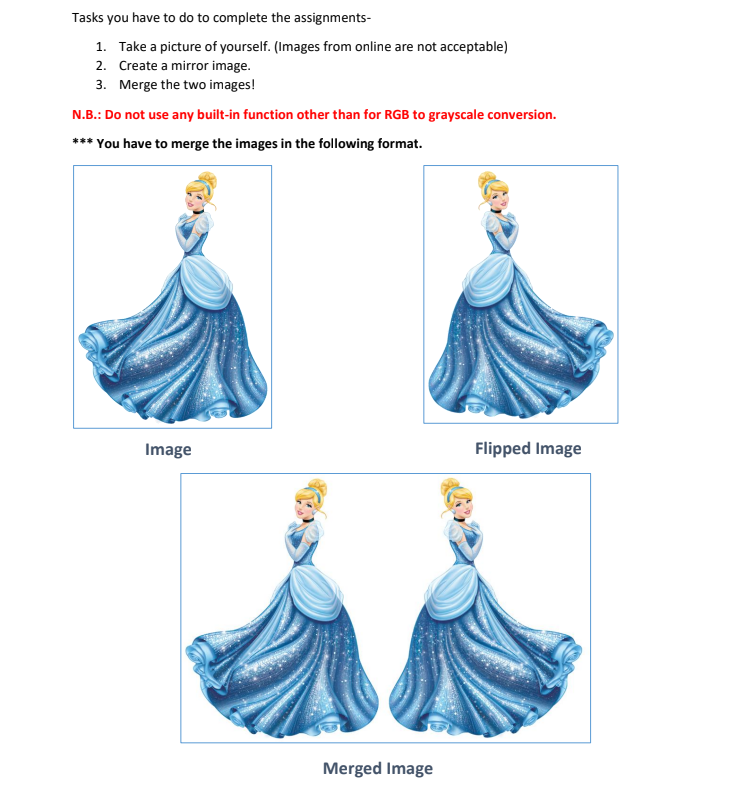 Tasks you have to do to complete the assignments-
1. Take a picture of yourself. (Images from online are not acceptable)
2. Create a mirror image.
3. Merge the two images!
N.B.: Do not use any built-in function other than for RGB to grayscale conversion.
*** You have to merge the images in the following format.
Image
Flipped Image
Merged Image